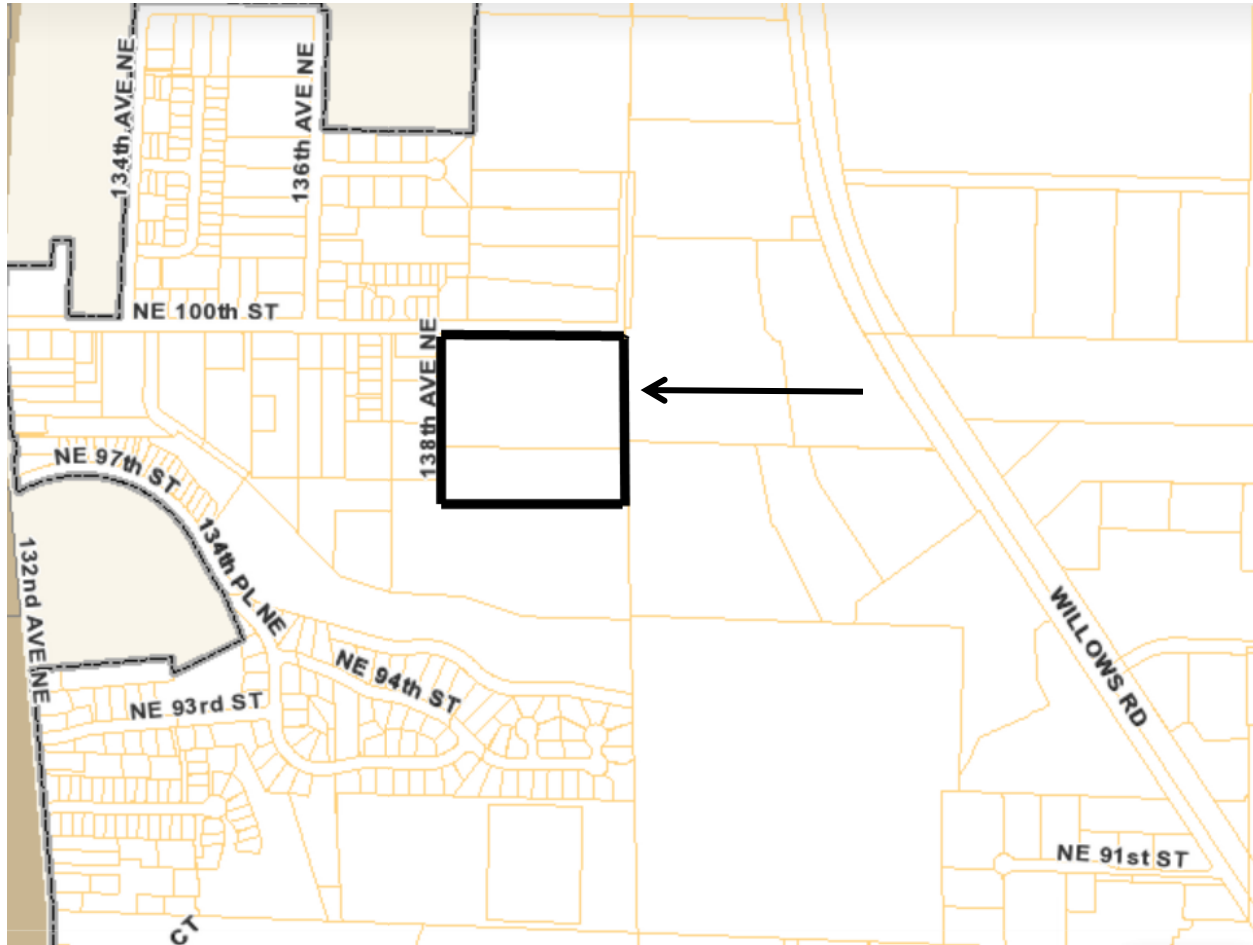 134th AVE NE
136th AVE NE
NE 100th ST
138th AVE NE
NE 97th ST
134th PL NE
132nd AVE NE
NE 94th ST
NE 93rd ST
WILLOWS RD
NE 91st ST
CT